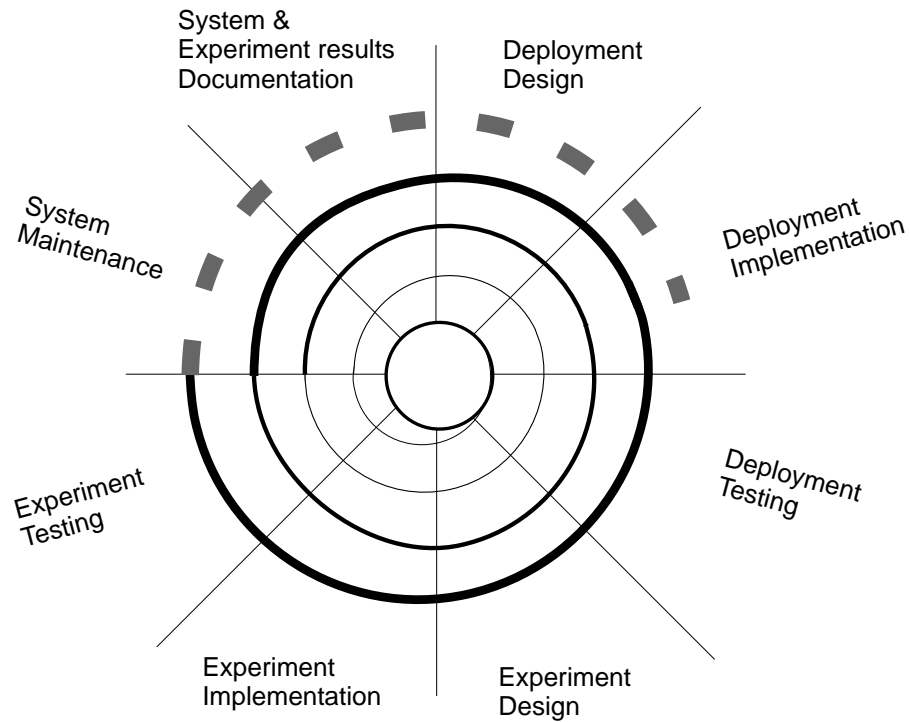 System &
Experiment results
Documentation
Deployment
Design
System
Maintenance
Deployment
Implementation
Experiment
Testing
Deployment
Testing
Experiment
Implementation
Experiment
Design